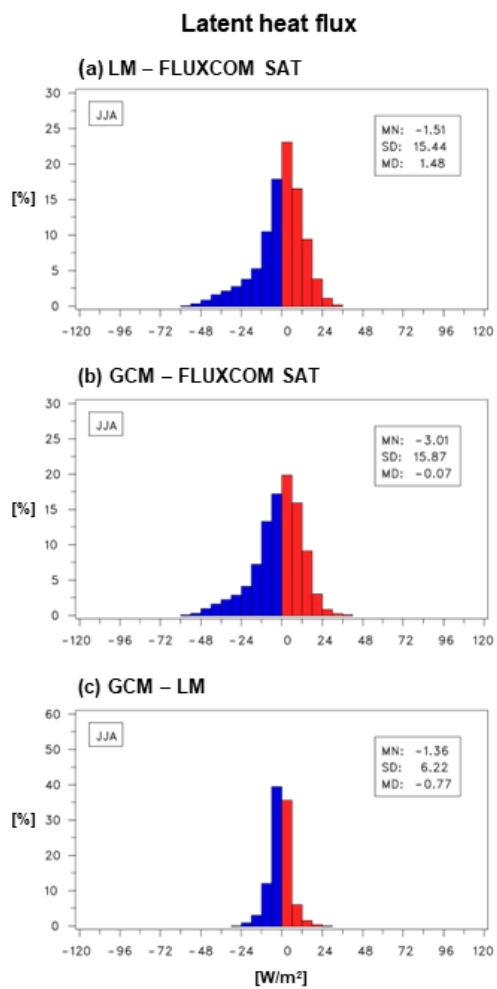 Latent heat flux
(a) LM – FLUXCOM SAT
30
25
20
15
10
5
0
[%]
JJA
MN: −1.51
SD: 15.44
MD: 1.48
−120 −96 −72 −48 −24 0 24 48 72 96 120
(b) GCM – FLUXCOM SAT
30
25
20
15
10
5
0
[%]
JJA
MN: −3.01
SD: 15.87
MD: −0.07
−120 −96 −72 −48 −24 0 24 48 72 96 120
(c) GCM – LM
60
50
40
30
20
10
0
[%]
JJA
MN: −1.36
SD: 6.22
MD: −0.77
−120 −96 −72 −48 −24 0 24 48 72 96 120
[W/m²]